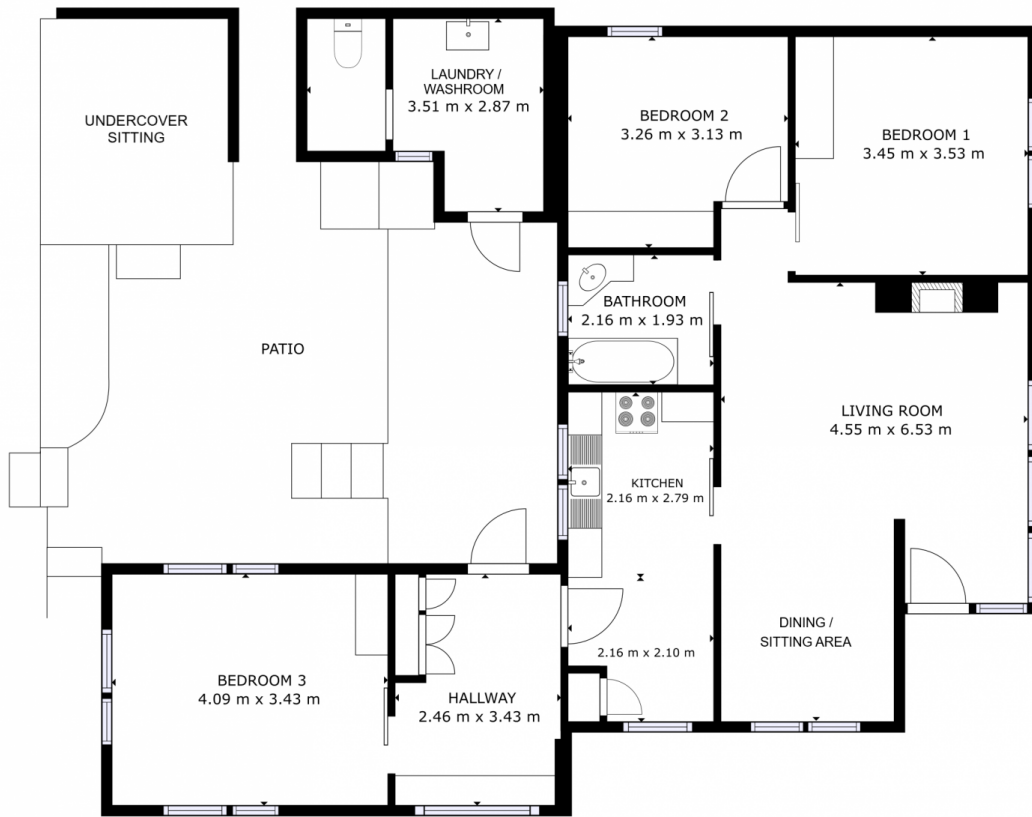 UNDERCOVER
SITTING
LAUNDRY /
WASHROOM
3.51 m x 2.87 m
BEDROOM 2
3.26 m x 3.13 m
BEDROOM 1
3.45 m x 3.53 m
BATHROOM
2.16 m x 1.93 m
PATIO
LIVING ROOM
4.55 m x 6.53 m
KITCHEN
2.16 m x 2.79 m
DINING /
SITTING AREA
2.16 m x 2.10 m
BEDROOM 3
4.09 m x 3.43 m
HALLWAY
2.46 m x 3.43 m